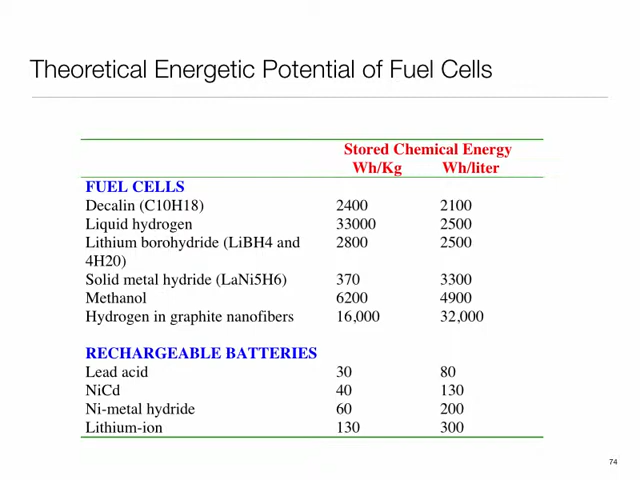 Theoretical Energetic Potential of Fuel Cells
Stored Chemical Energy
Wh/Kg Wh/liter
FUEL CELLS
Decalin (C10H18) 2400 2100
Liquid hydrogen 33000 2500
Lithium borohydride (LiBH4 and 2800 2500
4H20)
Solid metal hydride (LaNi5H6) 370 3300
Methanol 6200 4900
Hydrogen in graphite nanofibers 16,000 32,000
RECHARGEABLE BATTERIES
Lead acid 30 80
NiCd 40 130
Ni-metal hydride 60 200
Lithium-ion 130 300
74